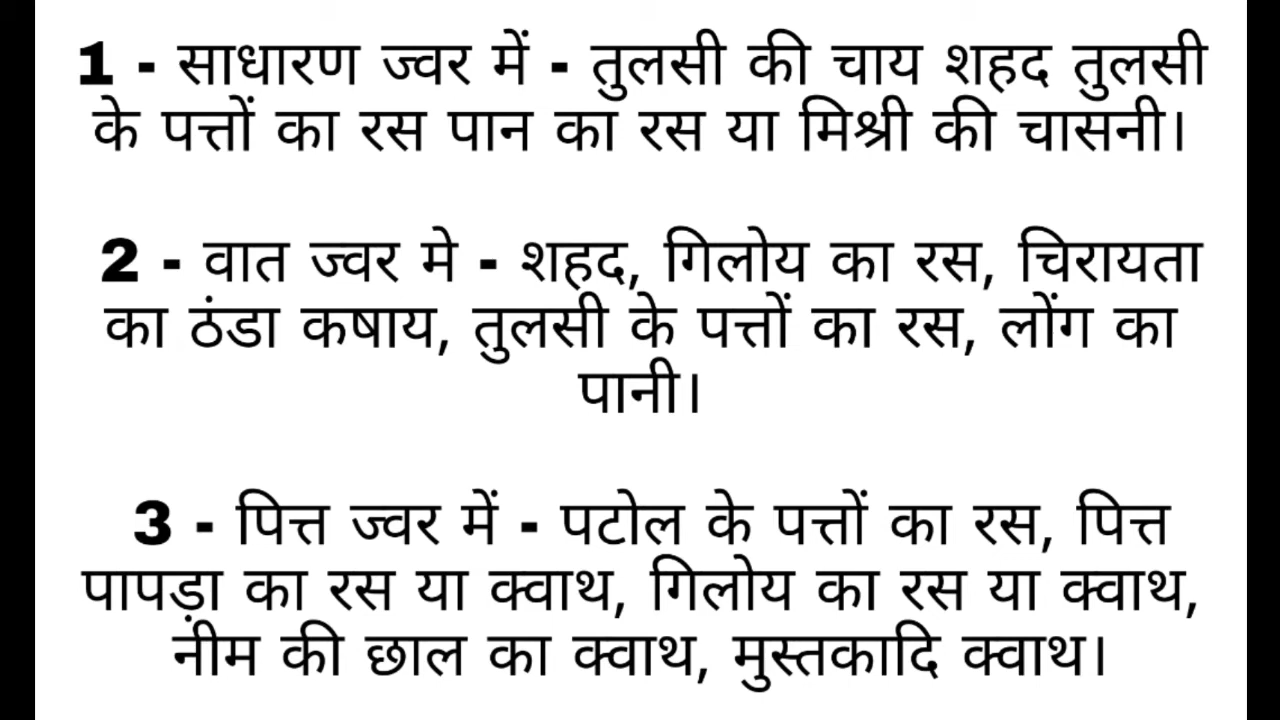 1 - साधारण ज्वर में - तुलसी की चाय शहद तुलसी
के पत्तों का रस पान का रस या मिश्री की चासनी।
2 - वात ज्वर मे - शहद, गिलोय का रस, चिरायता
का ठंडा कषाय, तुलसी के पत्तों का रस, लोंग का
पानी।
3 - पित्त ज्वर में - पटोल के पत्तों का रस, पित्त
पापड़ा का रस या क्वाथ, गिलोय का रस या क्वाथ,
नीम की छाल का क्वाथ, मुस्तकादि क्वाथ।